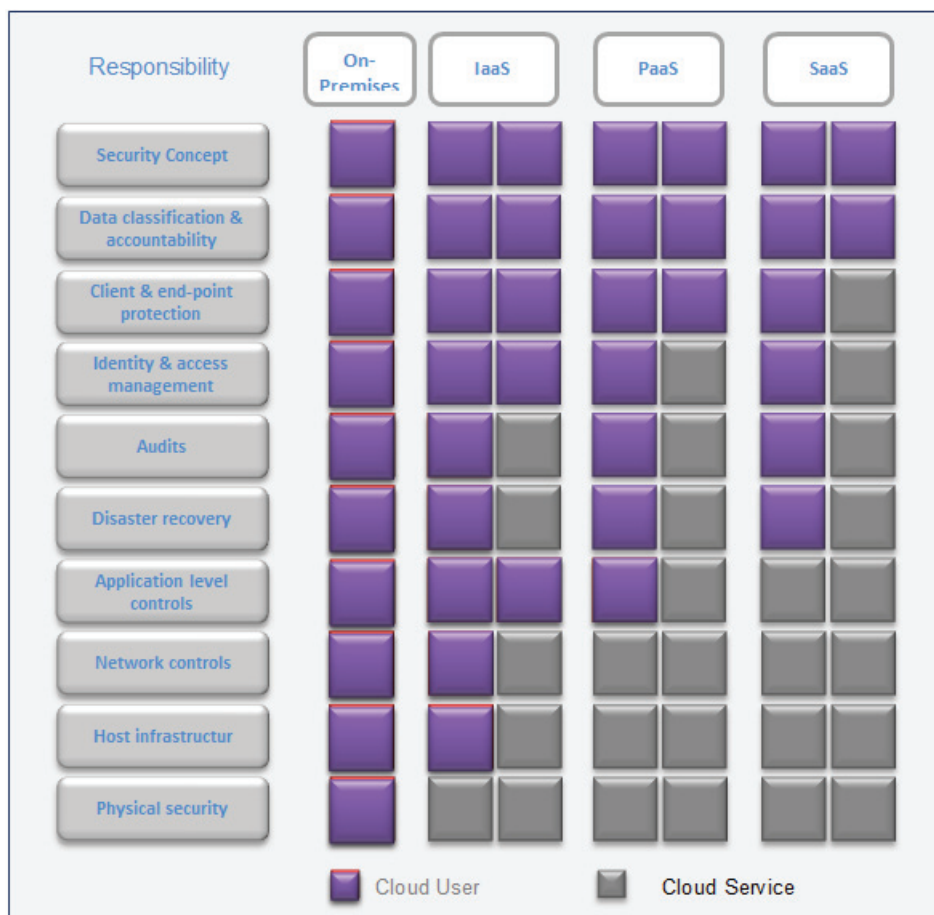 Responsibility
On-
Premises
IaaS
PaaS
SaaS
Security Concept
Data classification &
accountability
Client & end-point
protection
Identity & access
management
Audits
Disaster recovery
Application level
controls
Network controls
Host infrastructur
Physical security
Cloud User
Cloud Service